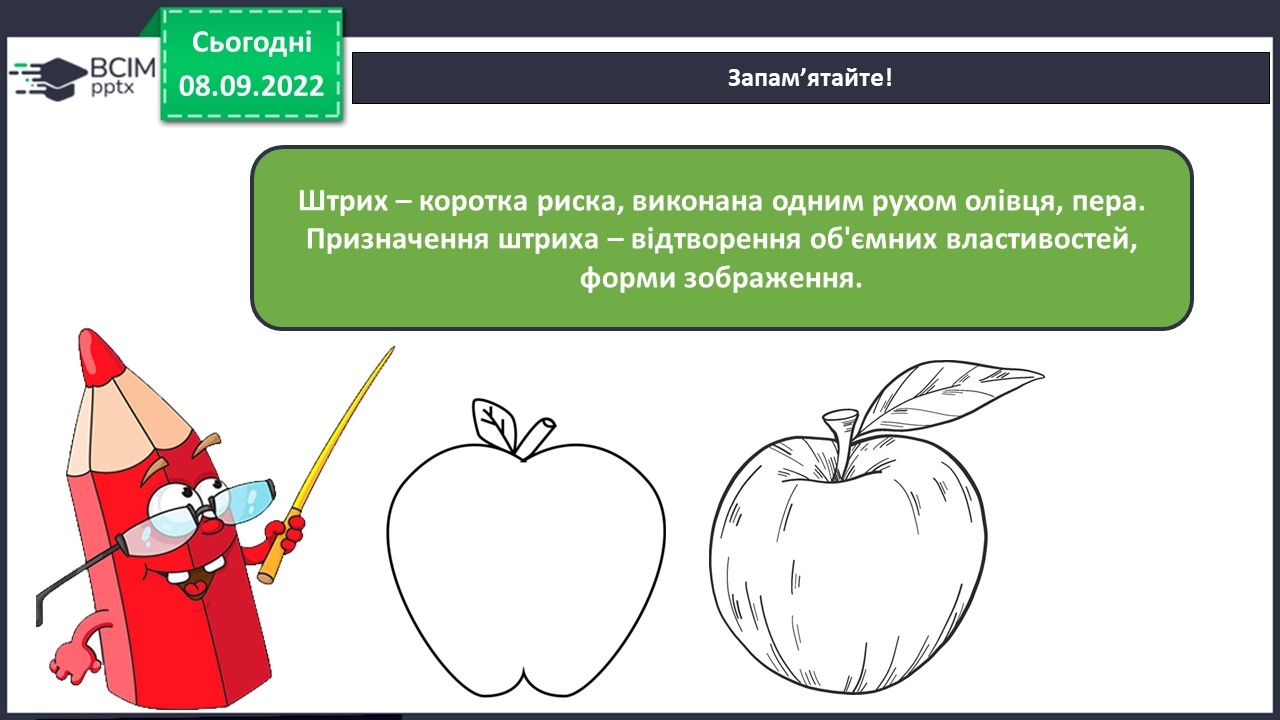 Сьогодні
08.09.2022
BCIM
pptx
Запам’ятайте!
Штрих – коротка риска, виконана одним рухом олівця, пера.
Призначення штриха – відтворення об'ємних властивостей,
форми зображення.